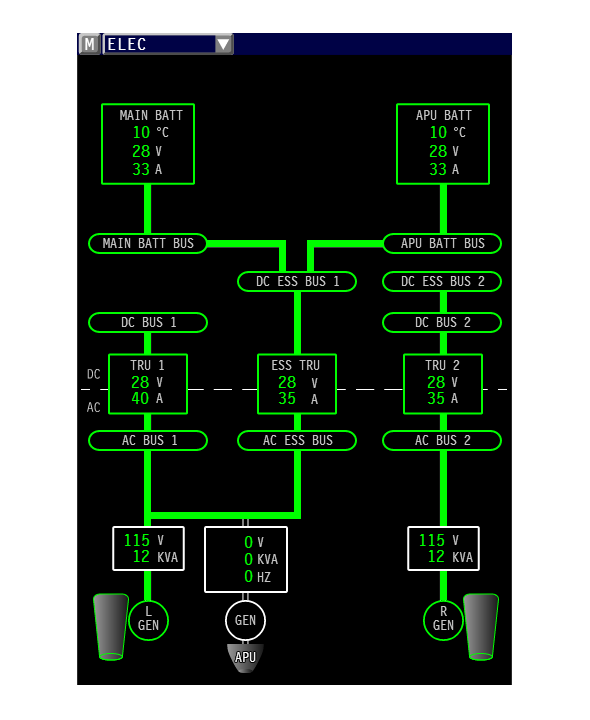 M ELEC
MAIN BATT
10 °C
28 V
33 A
APU BATT
10 °C
28 V
33 A
MAIN BATT BUS
APU BATT BUS
DC ESS BUS 1
DC ESS BUS 2
DC BUS 1
DC BUS 2
DC
AC
TRU 1
28 V
40 A
ESS TRU
28 V
35 A
TRU 2
28 V
35 A
AC BUS 1
AC ESS BUS
AC BUS 2
115 V
12 KVA
0 V
0 KVA
0 HZ
115 V
12 KVA
L
GEN
GEN
R
GEN
APU